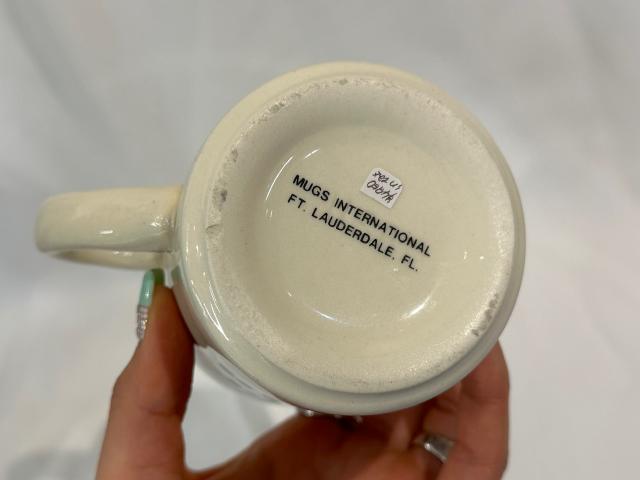 MUGS INTERNATIONAL
FT. LAUDERDALE, FL.